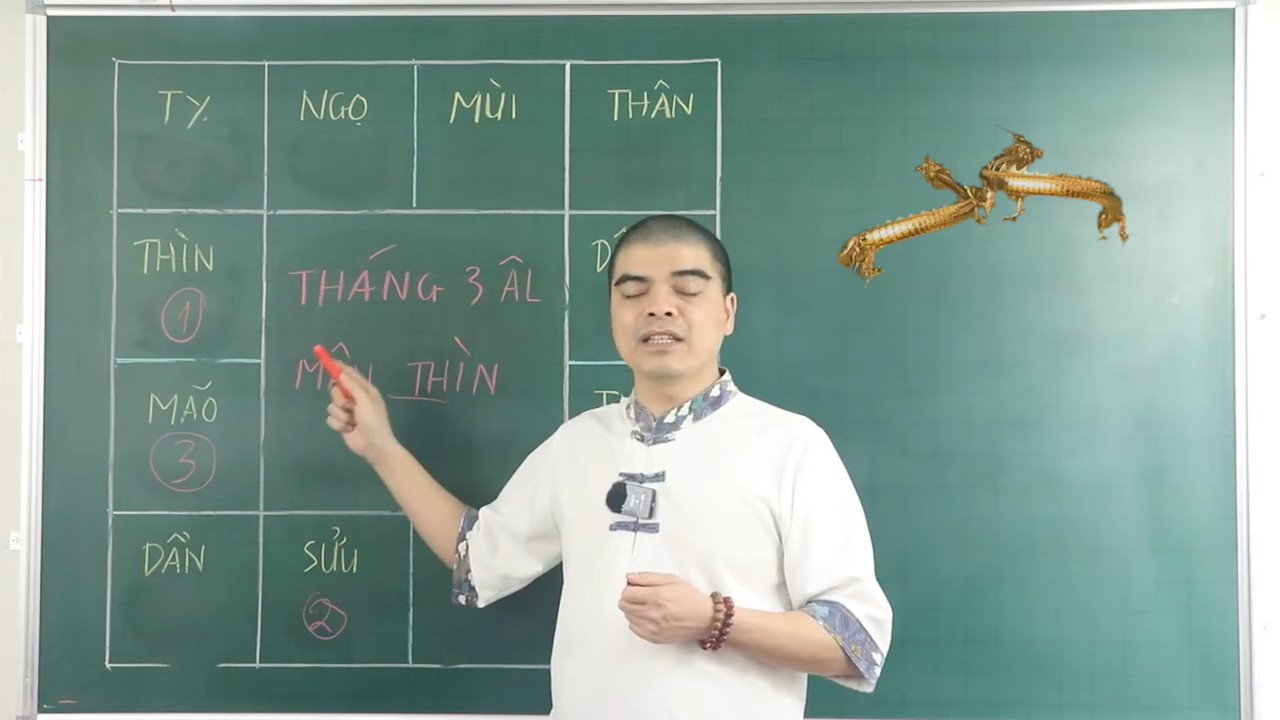 TỴ NGỌ MÙI THÂN
THÌN
①
THÁNG 3 ÂL
MẬU THÌN
MÃO
③
DẦN SỬU
②